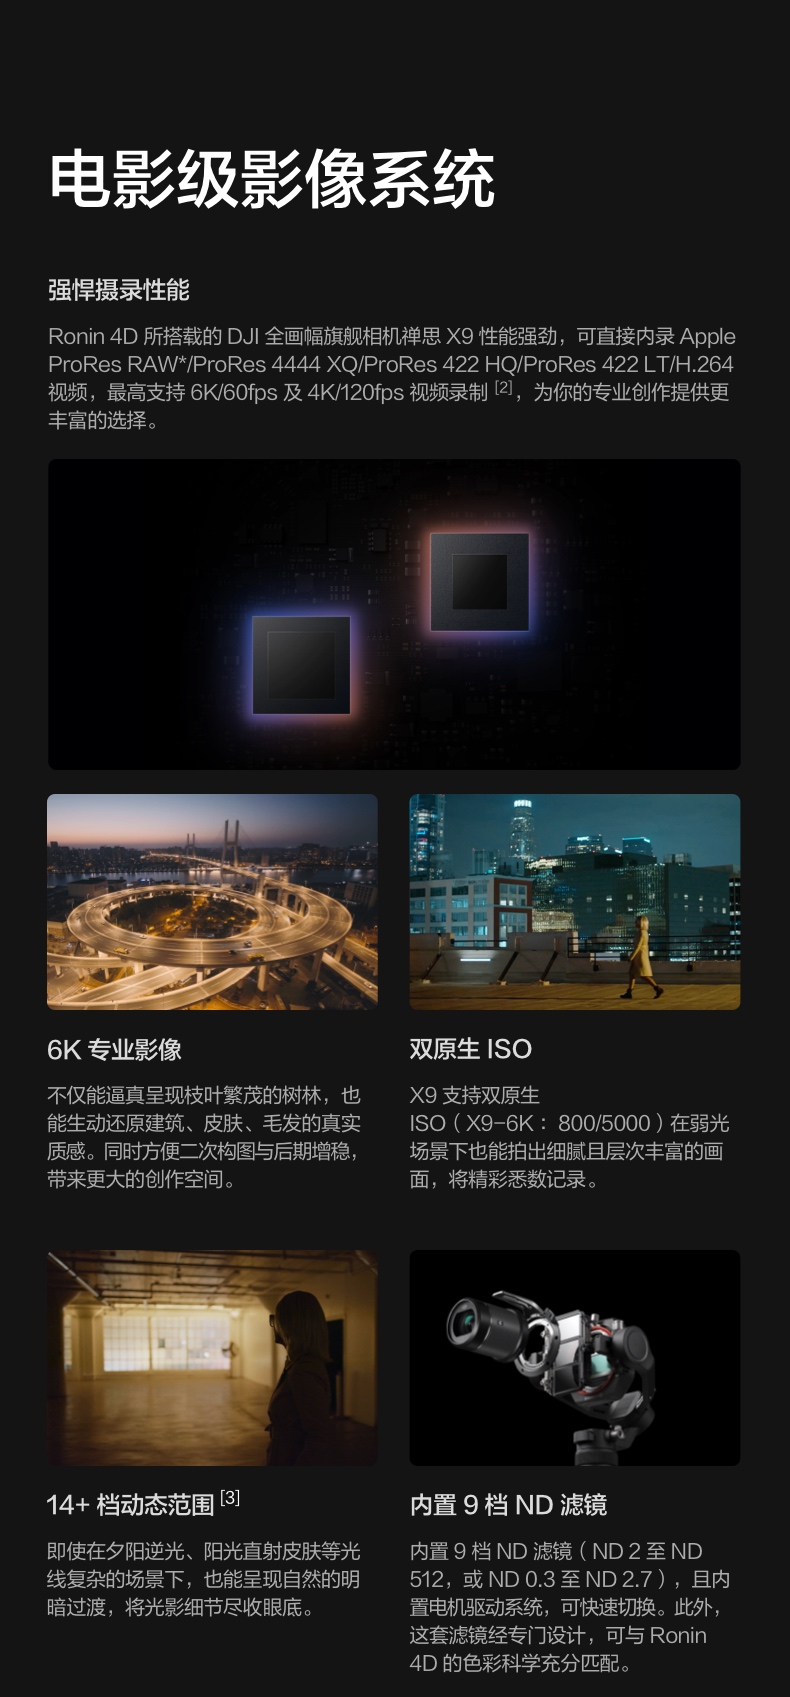 电影级影像系统
强悍摄录性能
Ronin 4D 所搭载的 DJI 全画幅旗舰相机禅思 X9 性能强劲，可直接内录 Apple
ProRes RAW*/ProRes 4444 XQ/ProRes 422 HQ/ProRes 422 LT/H.264
视频，最高支持 6K/60fps 及 4K/120fps 视频录制 [2]，为你的专业创作提供更
丰富的选择。
6K 专业影像
不仅能逼真呈现枝叶繁茂的树林，也
能生动还原建筑、皮肤、毛发的真实
质感。同时方便二次构图与后期增稳，
带来更大的创作空间。
双原生 ISO
X9 支持双原生
ISO（X9-6K： 800/5000）在弱光
场景下也能拍出细腻且层次丰富的画
面，将精彩悉数记录。
14+ 档动态范围 [3]
即使在夕阳逆光、阳光直射皮肤等光
线复杂的场景下，也能呈现自然的明
暗过渡，将光影细节尽收眼底。
内置 9 档 ND 滤镜
内置 9 档 ND 滤镜（ND 2 至 ND
512，或 ND 0.3 至 ND 2.7），且内
置电机驱动系统，可快速切换。此外，
这套滤镜经专门设计，可与 Ronin
4D 的色彩科学充分匹配。